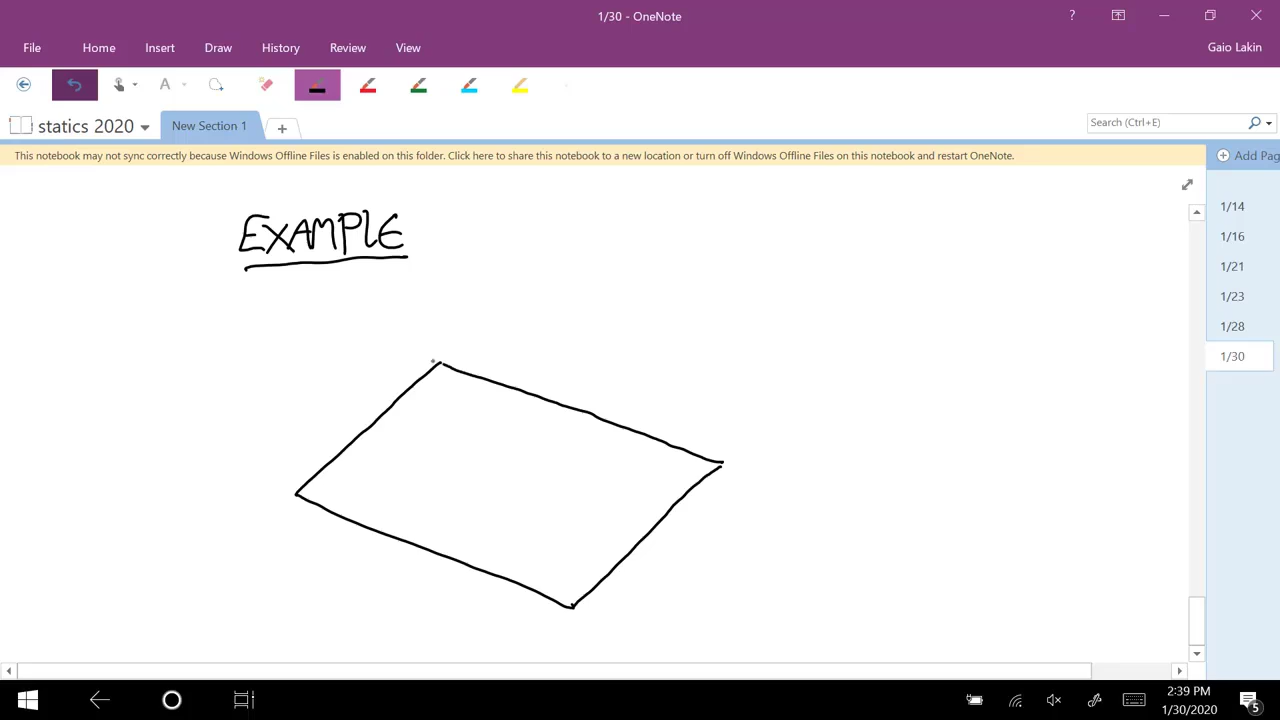 1/30 - OneNote
?
File Home Insert Draw History Review View Gaio Lakin
A
statics 2020 New Section 1 + Search (Ctrl+E)
This notebook may not sync correctly because Windows Offline Files is enabled on this folder. Click here to share this notebook to a new location or turn off Windows Offline Files on this notebook and restart OneNote.
Add Pag
1/14
1/16
1/21
1/23
1/28
1/30
EXAMPLE
2:39 PM
1/30/2020
5